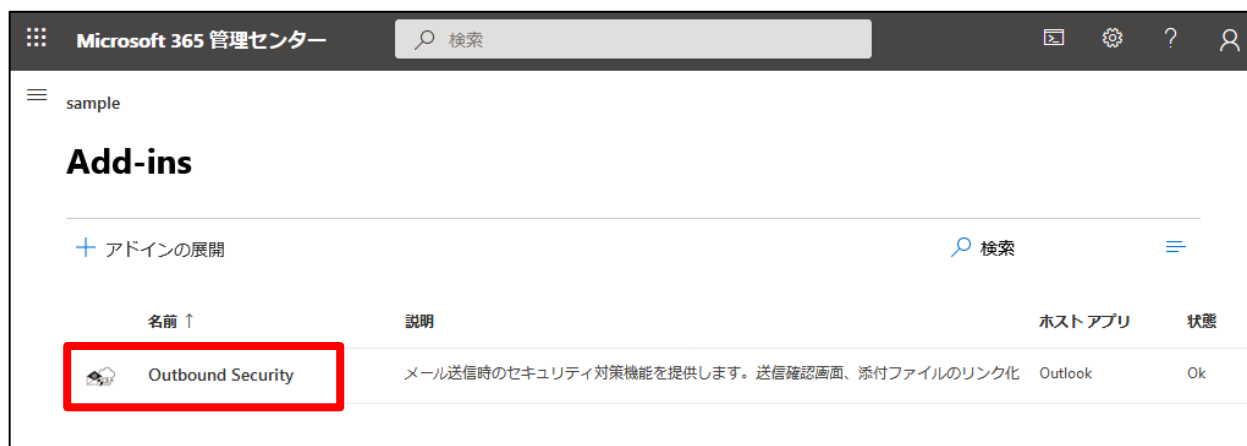 Microsoft 365 管理センター 検索 ?
sample
Add-ins
アドインの展開 検索
名前 ↑ 説明 ホスト アプリ 状態
Outbound Security メール送信時のセキュリティ対策機能を提供します。送信確認画面、添付ファイルのリンク化 Outlook Ok